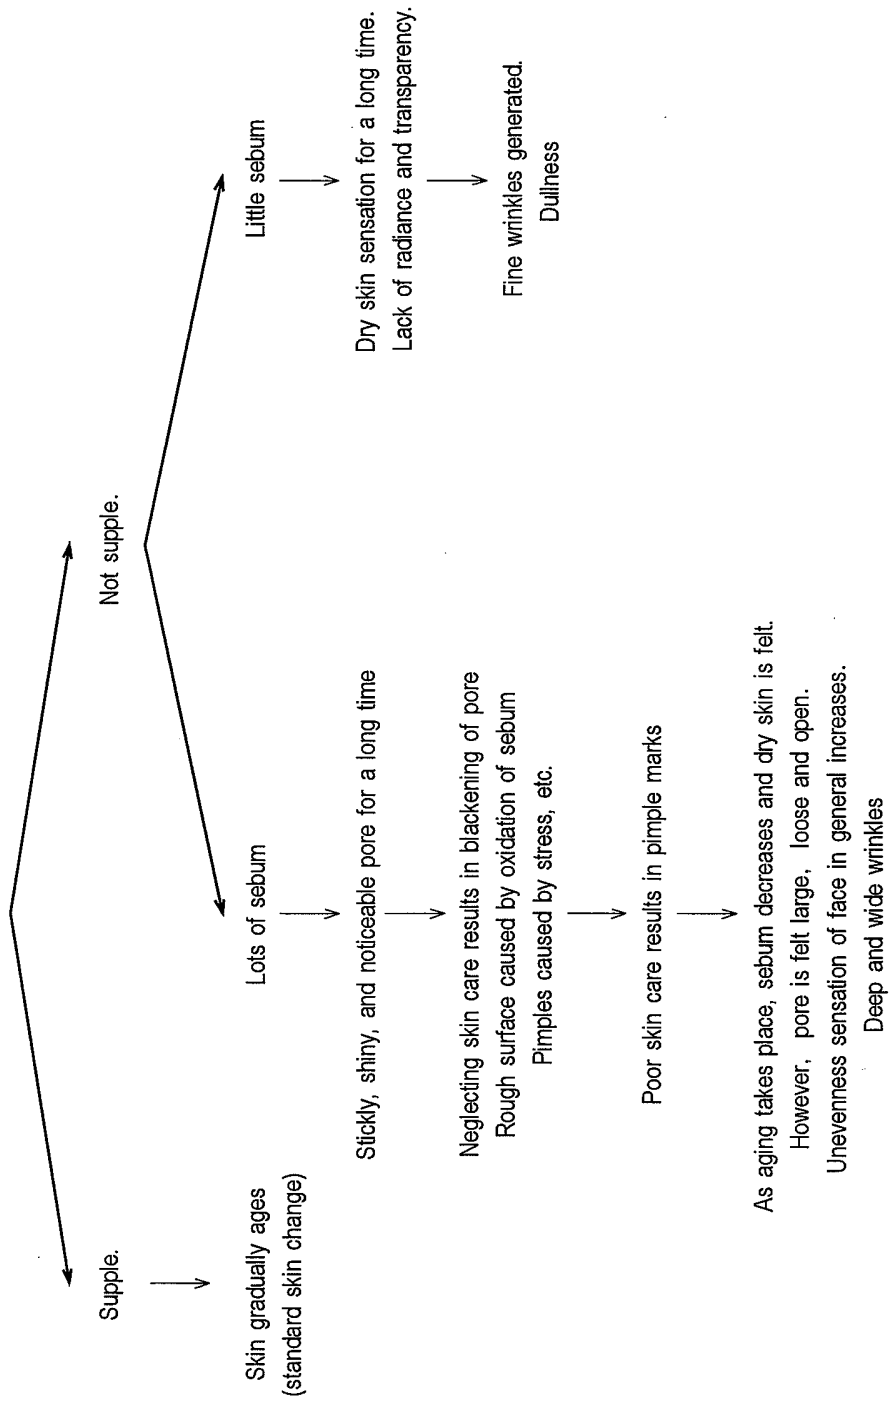 Supple.
Skin gradually ages
(standard skin change)
Not supple.
Lots of sebum
Stickly, shiny, and noticeable pore for a long time
Neglecting skin care results in blackening of pore
Rough surface caused by oxidation of sebum
Pimples caused by stress, etc.
Poor skin care results in pimple marks
As aging takes place, sebum decreases and dry skin is felt.
However, pore is felt large, loose and open.
Unevenness sensation of face in general increases.
Deep and wide wrinkles
Little sebum
Dry skin sensation for a long time.
Lack of radiance and transparency.
Fine wrinkles generated.
Dullness